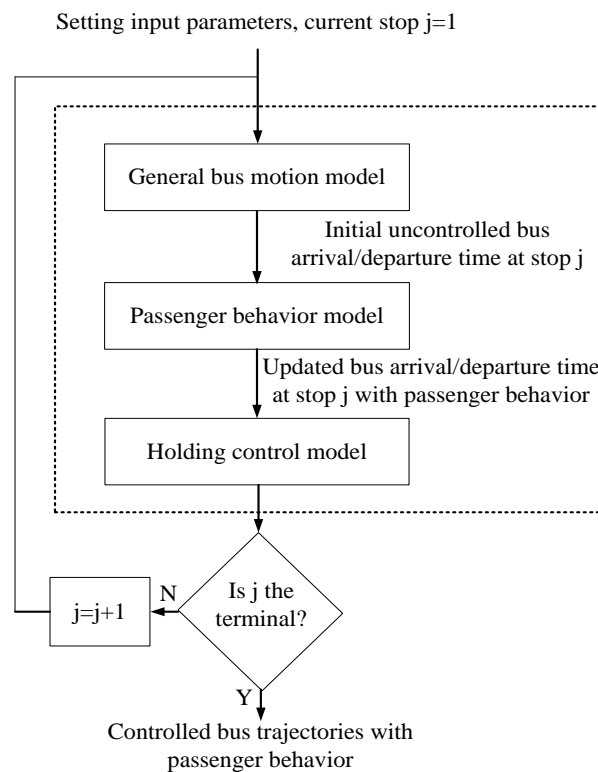 Setting input parameters, current stop j=1
General bus motion model
Initial uncontrolled bus
arrival/departure time at stop j
Passenger behavior model
Updated bus arrival/departure time
at stop j with passenger behavior
Holding control model
Is j the
terminal?
N
j=j+1
Y
Controlled bus trajectories with
passenger behavior